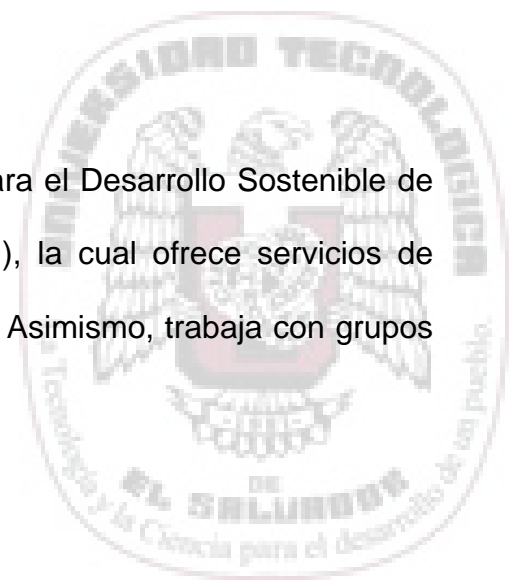 UNIVERSIDAD TECNOLOGICA
ara el Desarrollo Sostenible de
), la cual ofrece servicios de
Asimismo, trabaja con grupos
DE
EL SALVADOR
la Tecnología y la Ciencia para el desarrollo de un pueblo.